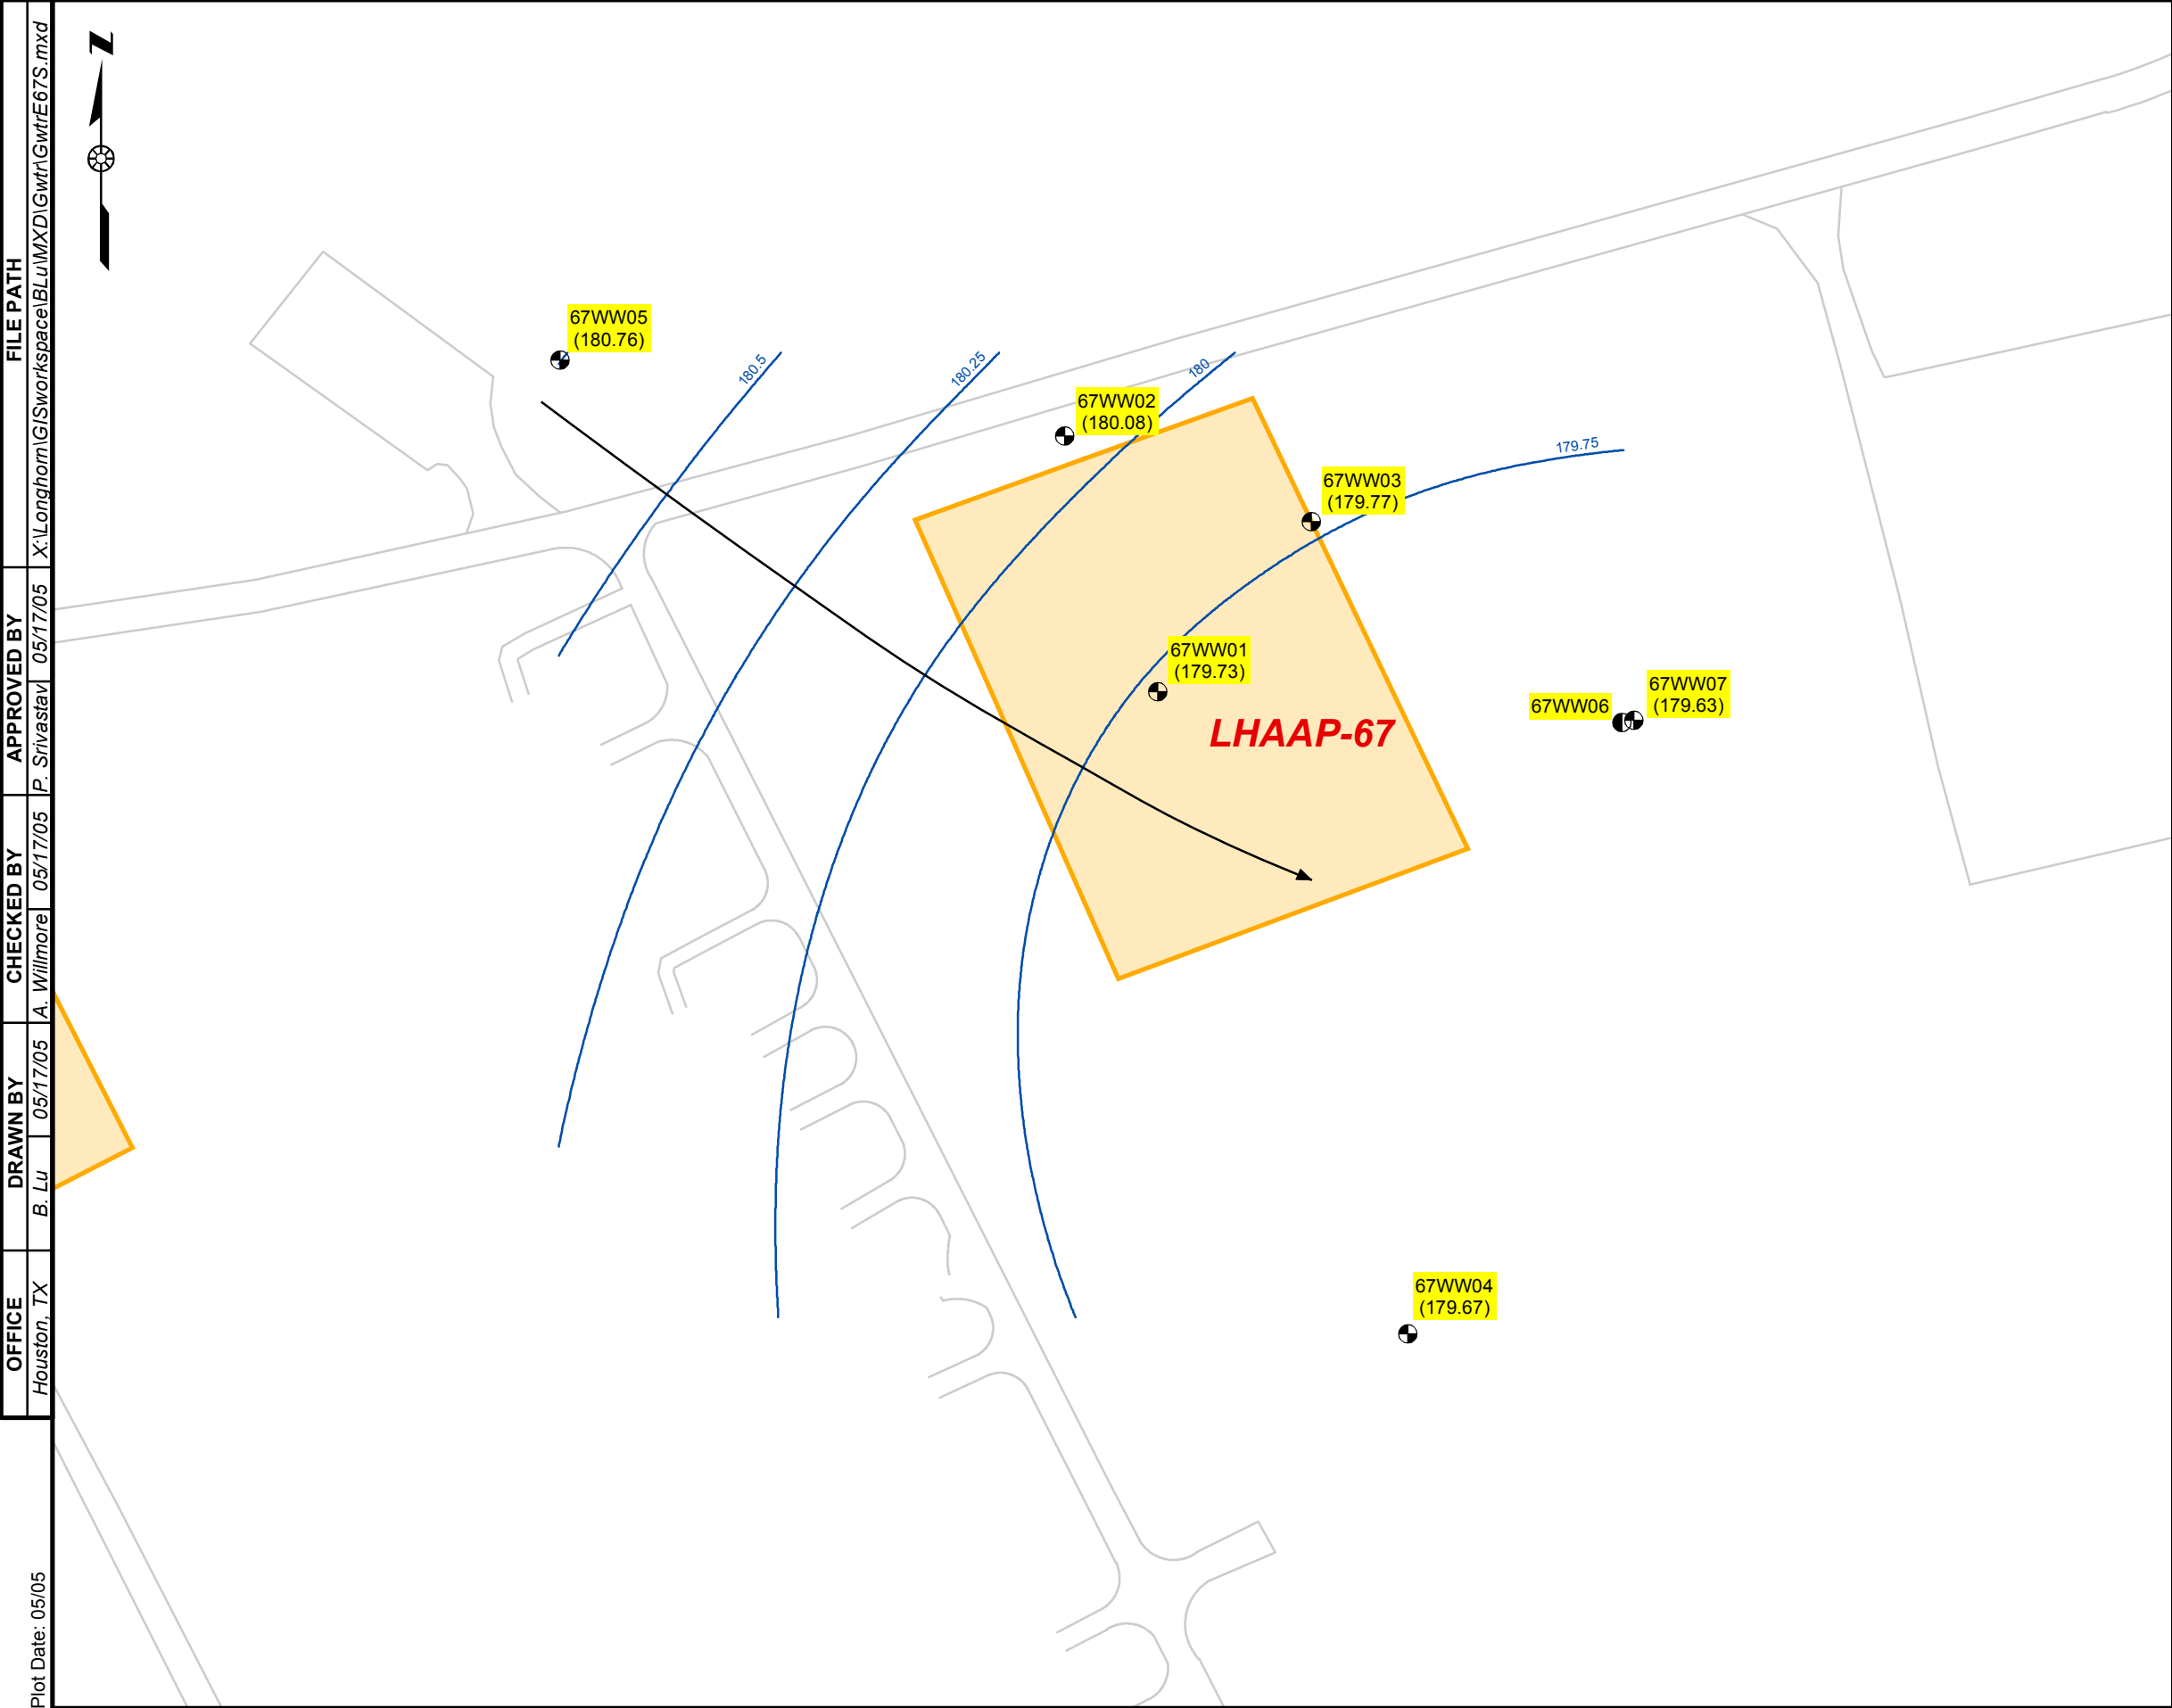 FILE PATH
X:\Longhorn\GISworkspace\BLu\MXD\Gwtr\GwtrE67S.mxd
APPROVED BY
P. Srivastav 05/17/05
CHECKED BY
A. Willmore 05/17/05
DRAWN BY
B. Lu 05/17/05
OFFICE
Houston, TX
Plot Date: 05/05
N
67WW05
(180.76)
180.5
180.25
180
67WW02
(180.08)
179.75
67WW03
(179.77)
67WW01
(179.73)
LHAAP-67
67WW06
67WW07
(179.63)
67WW04
(179.67)